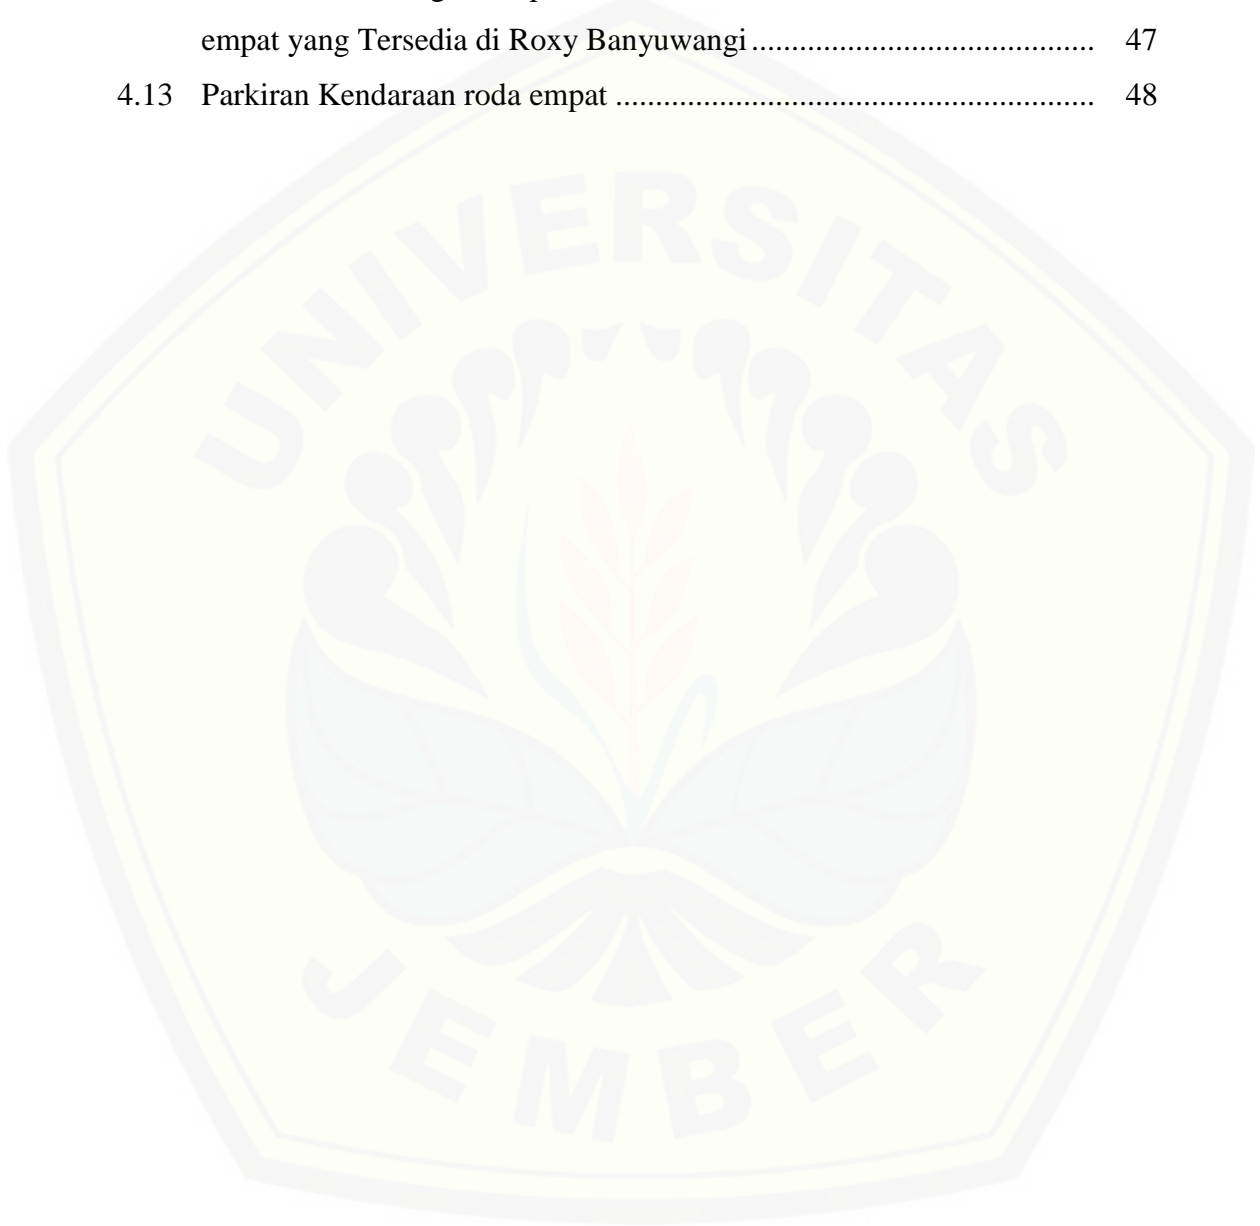 empat yang Tersedia di Roxy Banyuwangi .......................................... 47
4.13 Parkiran Kendaraan roda empat ........................................................... 48
UNIVERSITAS
JEMBER